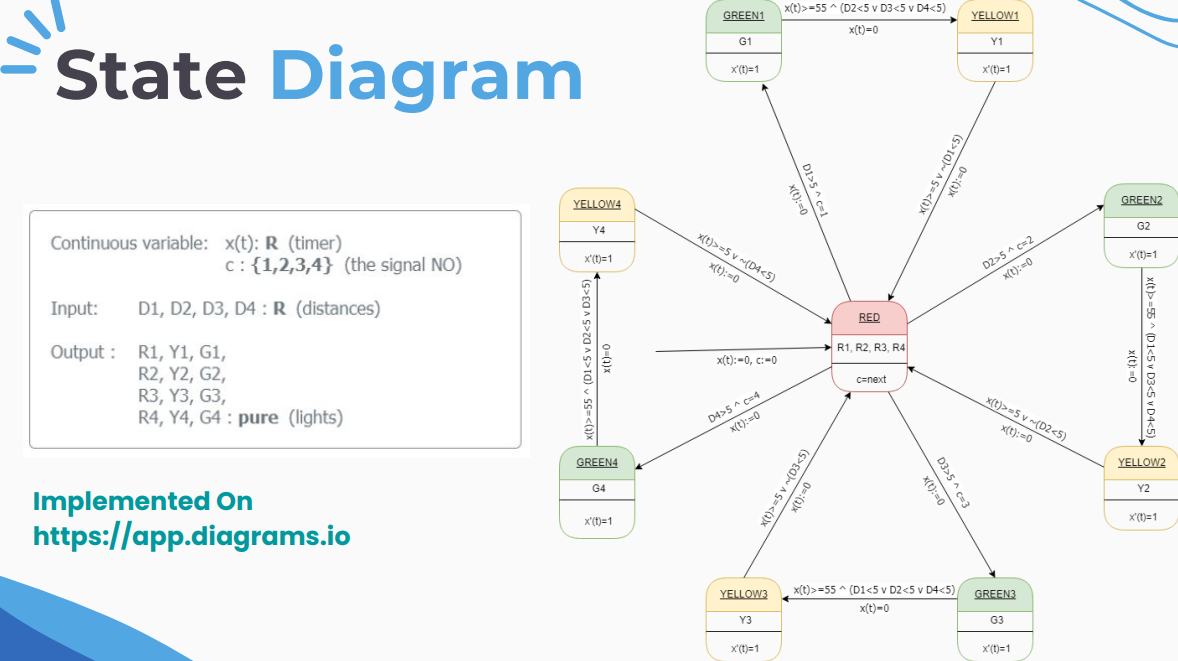 State Diagram
Continuous variable: x(t): R (timer)
c : {1,2,3,4} (the signal NO)
Input: D1, D2, D3, D4 : R (distances)
Output : R1, Y1, G1,
R2, Y2, G2,
R3, Y3, G3,
R4, Y4, G4 : pure (lights)
Implemented On
https://app.diagrams.io
GREEN1
G1
x'(t)=1
x(t)>=55 ^ (D2<5 v D3<5 v D4<5)
x(t)=0
YELLOW1
Y1
x'(t)=1
D1>5 ^ c=1
x(t):=0
x(t)>=5 v ~(D1<5)
x(t):=0
YELLOW4
Y4
x'(t)=1
x(t)>=5 v ~(D4<5)
x(t):=0
D2>5 ^ c=2
x(t):=0
GREEN2
G2
x'(t)=1
x(t)>=55 ^ (D1<5 v D2<5 v D3<5)
x(t)=0
x(t):=0, c:=0
RED
R1, R2, R3, R4
c=next
x(t)>=55 ^ (D1<5 v D3<5 v D4<5)
x(t):=0
D4>5 ^ c=4
x(t):=0
x(t)>=5 v ~(D2<5)
x(t):=0
GREEN4
G4
x'(t)=1
x(t)>=5 v ~(D3<5)
x(t):=0
D3>5 ^ c=3
x(t):=0
YELLOW2
Y2
x'(t)=1
YELLOW3
Y3
x'(t)=1
x(t)>=55 ^ (D1<5 v D2<5 v D4<5)
x(t)=0
GREEN3
G3
x'(t)=1